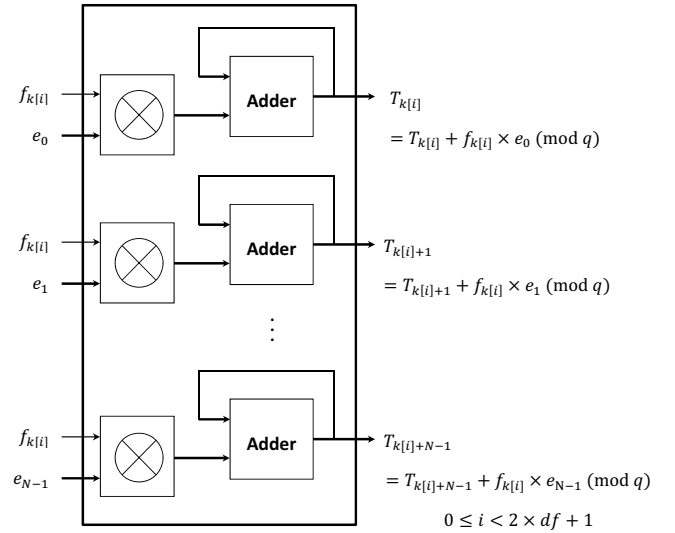 f_{k[i]}
e_0
Adder
T_{k[i]}
= T_{k[i]} + f_{k[i]} × e_0 (mod q)
f_{k[i]}
e_1
Adder
T_{k[i]+1}
= T_{k[i]+1} + f_{k[i]} × e_1 (mod q)
⋮
f_{k[i]}
e_{N−1}
Adder
T_{k[i]+N−1}
= T_{k[i]+N−1} + f_{k[i]} × e_{N−1} (mod q)
0 ≤ i < 2 × df + 1